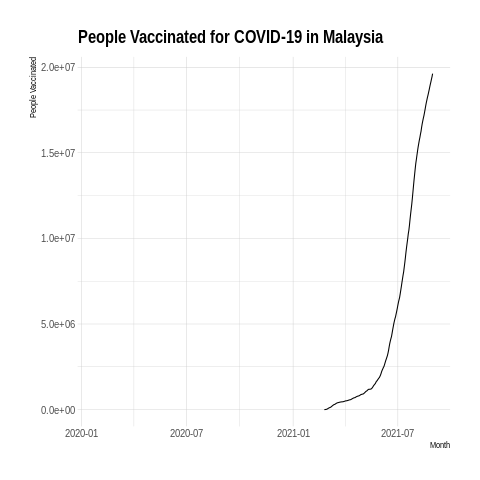 People Vaccinated for COVID-19 in Malaysia
People Vaccinated
2.0e+07
1.5e+07
1.0e+07
5.0e+06
0.0e+00
2020-01
2020-07
2021-01
2021-07
Month